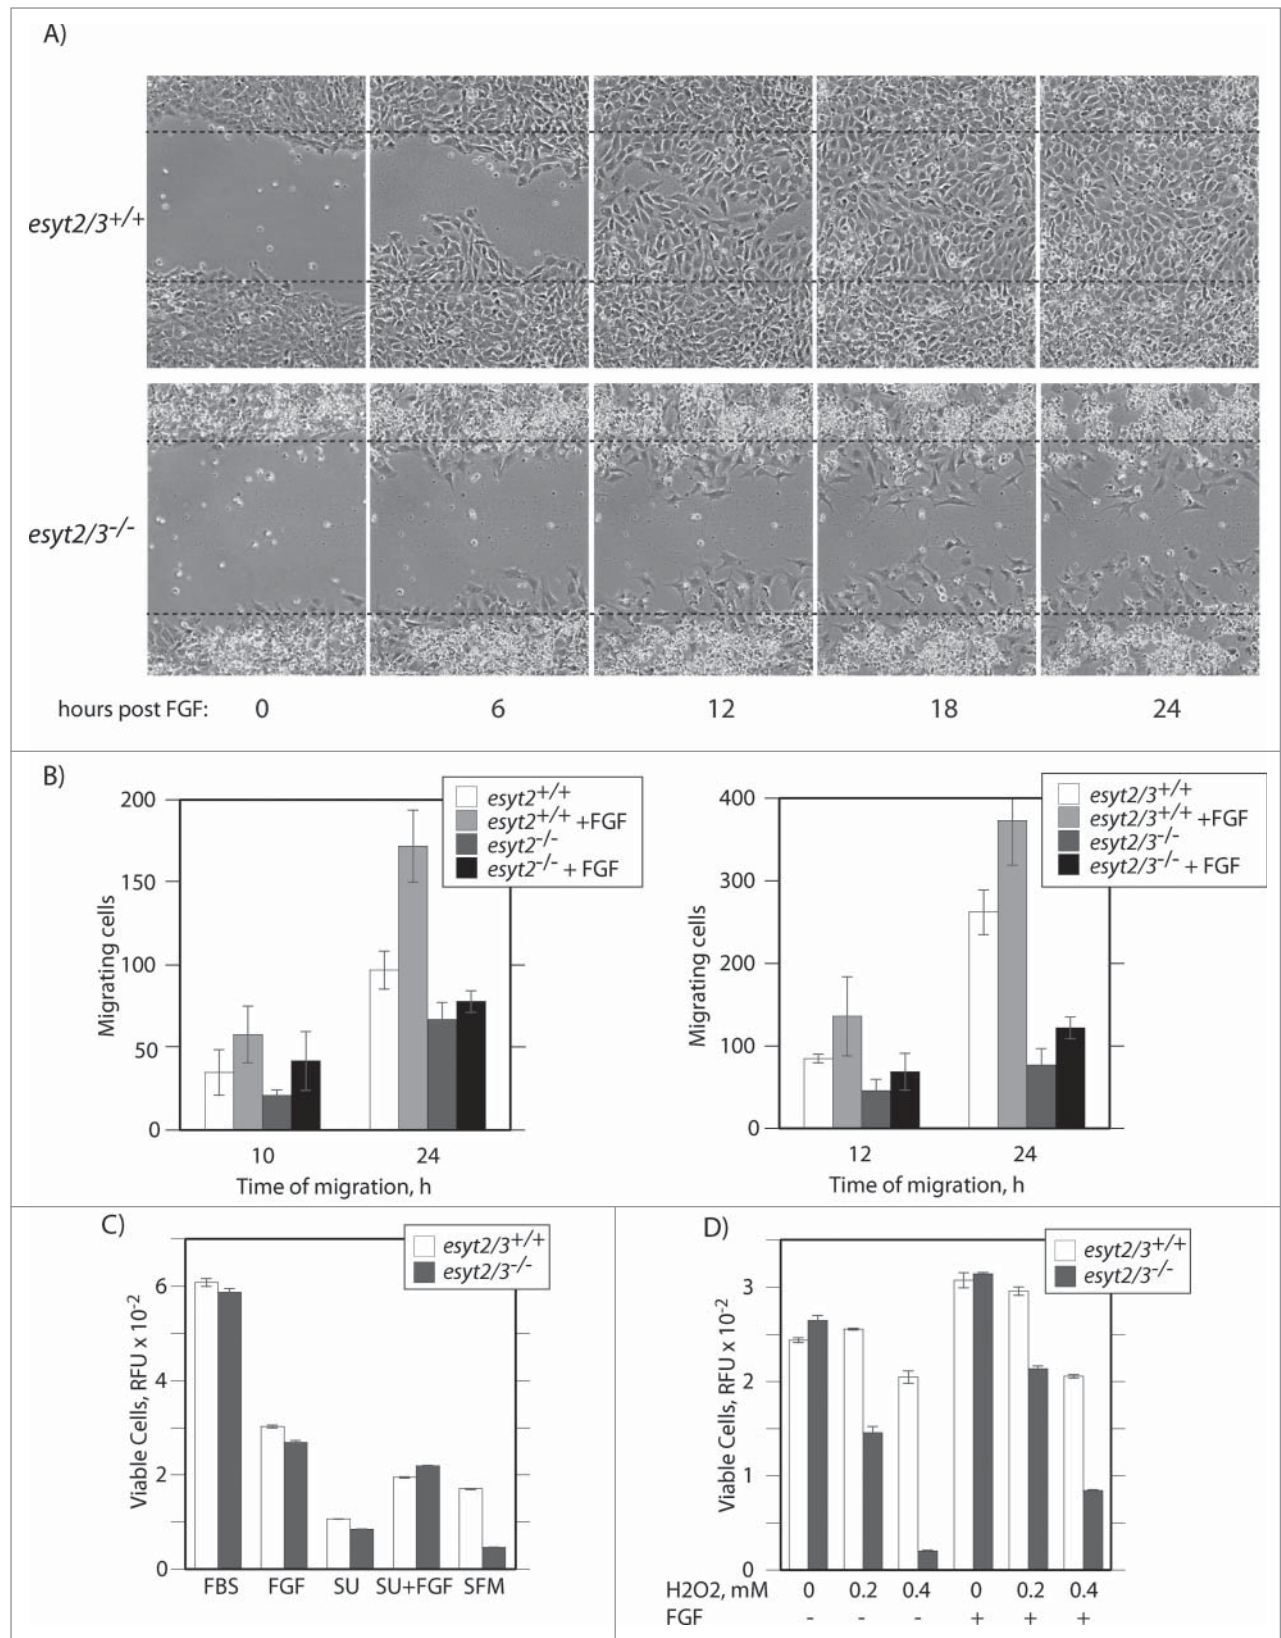 A)
esyt2/3+/+
esyt2/3-/-
hours post FGF: 0 6 12 18 24
B)
200
150
100
50
0
Migrating cells
esyt2+/+
esyt2+/+ +FGF
esyt2-/-
esyt2-/- + FGF
10 24
Time of migration, h
400
300
200
100
0
Migrating cells
esyt2/3+/+
esyt2/3+/+ +FGF
esyt2/3-/-
esyt2/3-/- + FGF
12 24
Time of migration, h
C)
6
4
2
0
Viable Cells, RFU x 10-2
esyt2/3+/+
esyt2/3-/-
FBS FGF SU SU+FGF SFM
D)
3
2
1
0
Viable Cells, RFU x 10-2
esyt2/3+/+
esyt2/3-/-
H2O2, mM 0 0.2 0.4 0 0.2 0.4
FGF - - - + + +